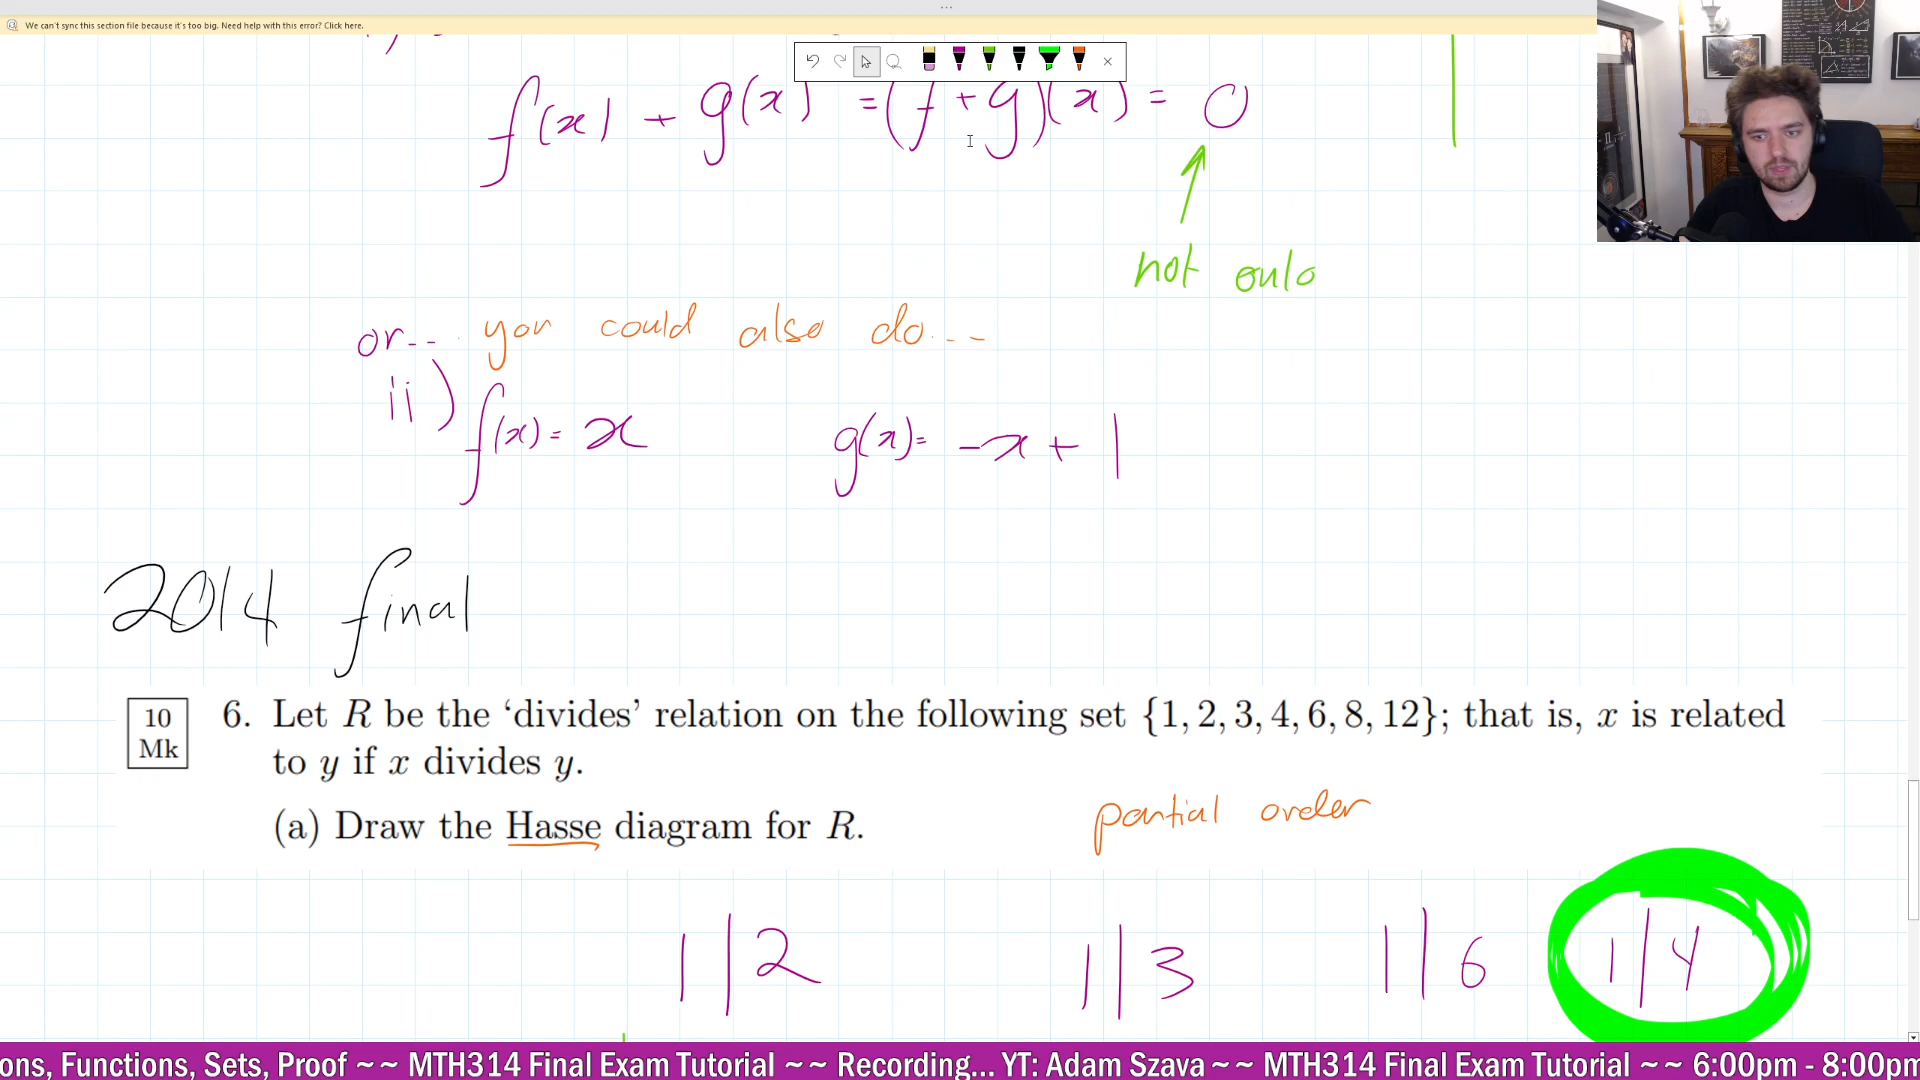 We can't sync this section file because it's too big. Need help with this error? Click here.
f(x) + g(x) = (f + g)(x) = 0
not onto
or.. you could also do...
ii) f(x) = x g(x) = -x + 1
2014 final
10
Mk
6. Let R be the ‘divides’ relation on the following set {1, 2, 3, 4, 6, 8, 12}; that is, x is related
to y if x divides y.
(a) Draw the Hasse diagram for R.
partial order
1 | 2 1 | 3 1 | 6 1 | 4
ons, Functions, Sets, Proof ~~ MTH314 Final Exam Tutorial ~~ Recording... YT: Adam Szava ~~ MTH314 Final Exam Tutorial ~~ 6:00pm - 8:00pm